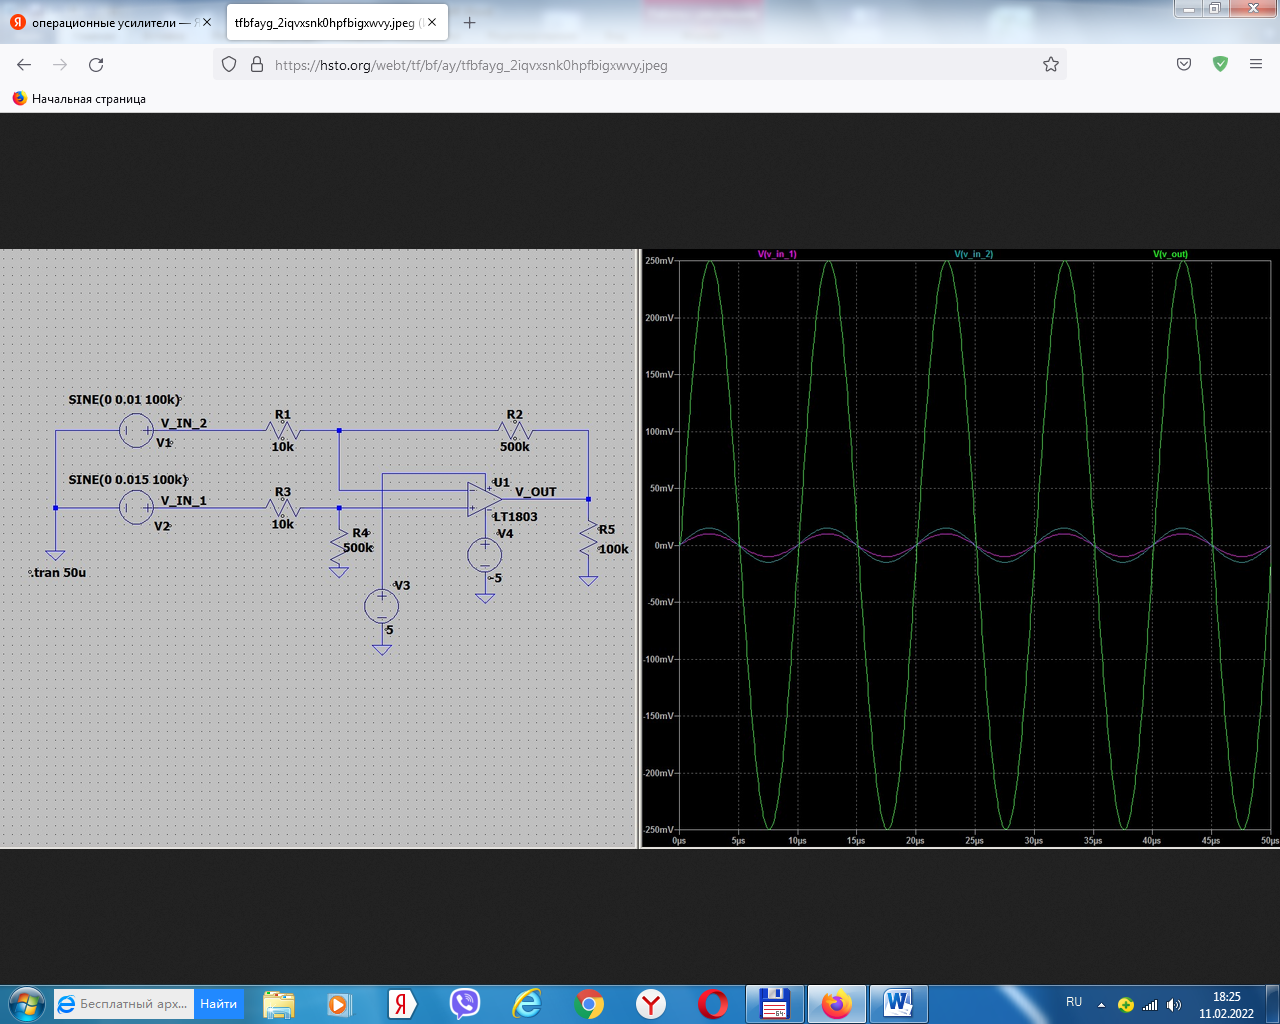 операционные усилители —
tfbfayg_2iqvxsnk0hpfbigxwvy.jpeg
https://hsto.org/webt/tf/bf/ay/tfbfayg_2iqvxsnk0hpfbigxwvy.jpeg
Начальная страница
SINE(0 0.01 100k)
V_IN_2
V1
R1
10k
R2
500k
SINE(0 0.015 100k)
V_IN_1
V2
R3
10k
R4
500k
U1
V_OUT
LT1803
V4
-5
R5
100k
V3
5
.tran 50u
V(v_in_1)
V(v_in_2)
V(v_out)
250mV
200mV
150mV
100mV
50mV
0mV
-50mV
-100mV
-150mV
-200mV
-250mV
0µs
5µs
10µs
15µs
20µs
25µs
30µs
35µs
40µs
45µs
50µs
Бесплатный арх...
Найти
RU
18:25
11.02.2022